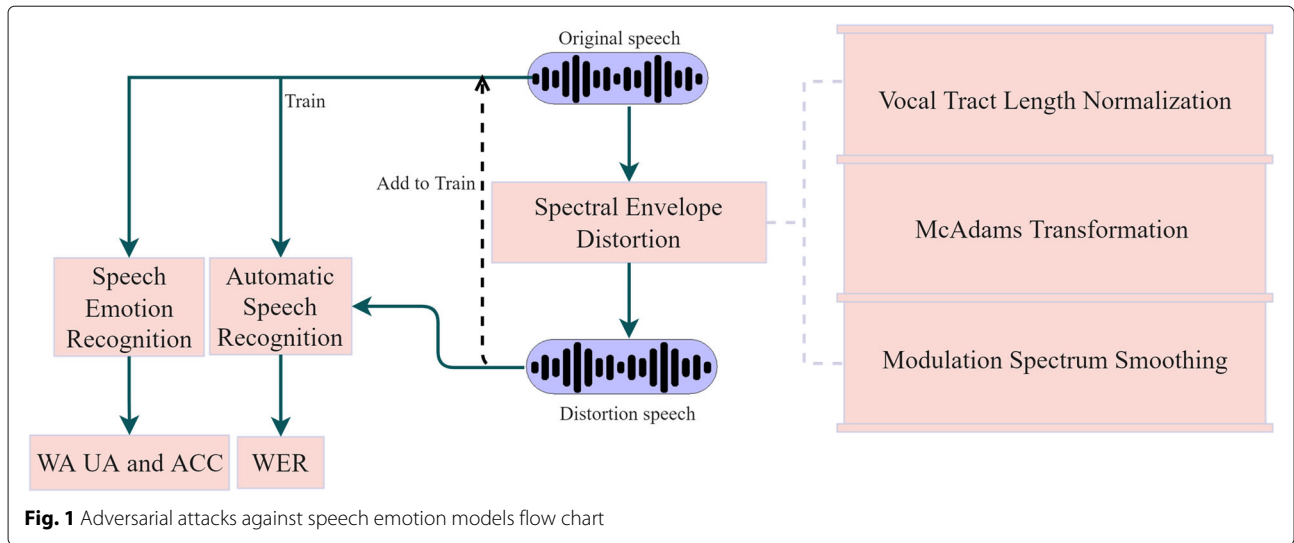 Original speech
Train
Add to Train
Spectral Envelope
Distortion
Vocal Tract Length Normalization
McAdams Transformation
Modulation Spectrum Smoothing
Speech
Emotion
Recognition
Automatic
Speech
Recognition
Distortion speech
WA UA and ACC
WER
Fig. 1 Adversarial attacks against speech emotion models flow chart